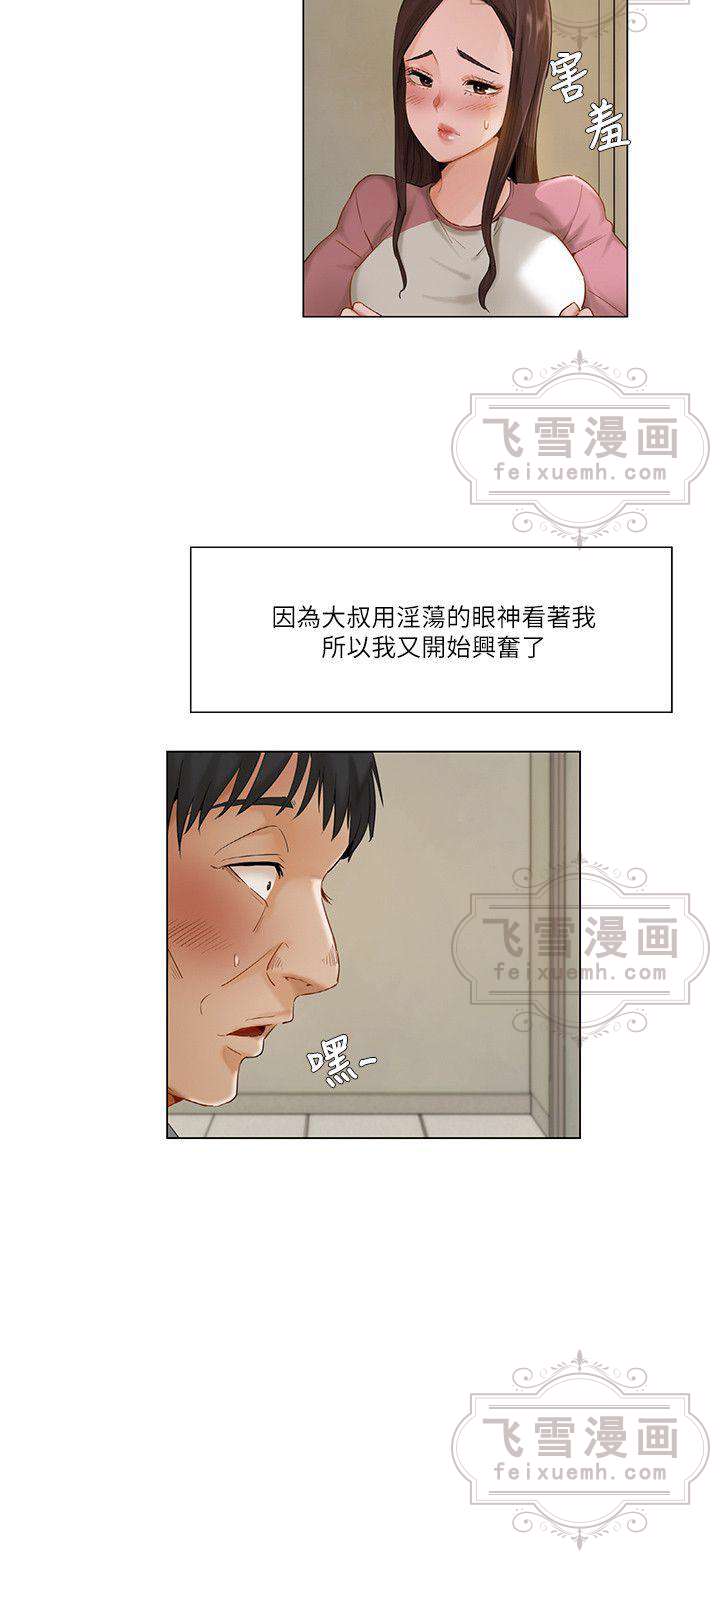 害
羞
飞雪漫画
feixuemh.com
因為大叔用淫蕩的眼神看著我
所以我又開始興奮了
飞雪漫画
feixuemh.com
嘿-
飞雪漫画
feixuemh.com